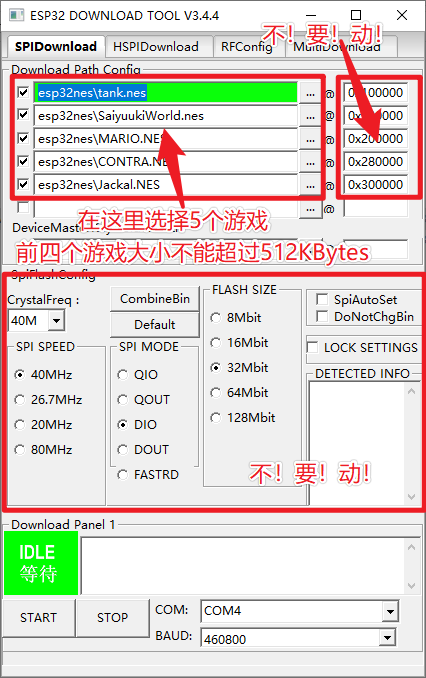 ESP32 DOWNLOAD TOOL V3.4.4
不！要！动！
SPIDownload HSPIDownload RFConfig MultiDownload
Download Path Config
esp32nes\tank.nes ... @ 0x100000
esp32nes\SaiyuukiWorld.nes ... @
esp32nes\MARIO.NES ... @ 0x200000
esp32nes\CONTRA.NES ... @ 0x280000
esp32nes\Jackal.NES ... @ 0x300000
... @
在这里选择5个游戏
前四个游戏大小不能超过512KBytes
SpiFlashConfig
CrystalFreq :
40M
CombineBin
Default
SPI SPEED
40MHz
26.7MHz
20MHz
80MHz
SPI MODE
QIO
QOUT
DIO
DOUT
FASTRD
FLASH SIZE
8Mbit
16Mbit
32Mbit
64Mbit
128Mbit
SpiAutoSet
DoNotChgBin
LOCK SETTINGS
DETECTED INFO
不！要！动！
Download Panel 1
IDLE
等待
START STOP
COM: COM4
BAUD: 460800